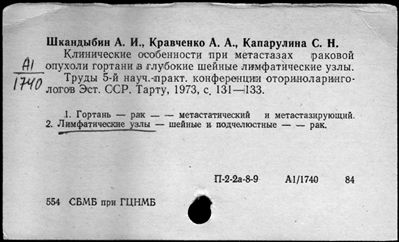 Шкандыбин А. И., Кравченко А. А., Капарулина С. Н.
Клинические особенности при метастазах раковой
опухоли гортани в глубокие шейные лимфатические узлы.
А1
1740
Труды 5-й науч.-практ. конференции оториноларинго-
логов Эст. ССР. Тарту, 1973, с. 131—133.
1. Гортань — рак — — метастатический и метастазирующий.
2. Лимфатические узлы — шейные и подчелюстные — — рак.
П-2-2а-8-9 А1/1740 84
554 СБМБ при ГЦНМБ